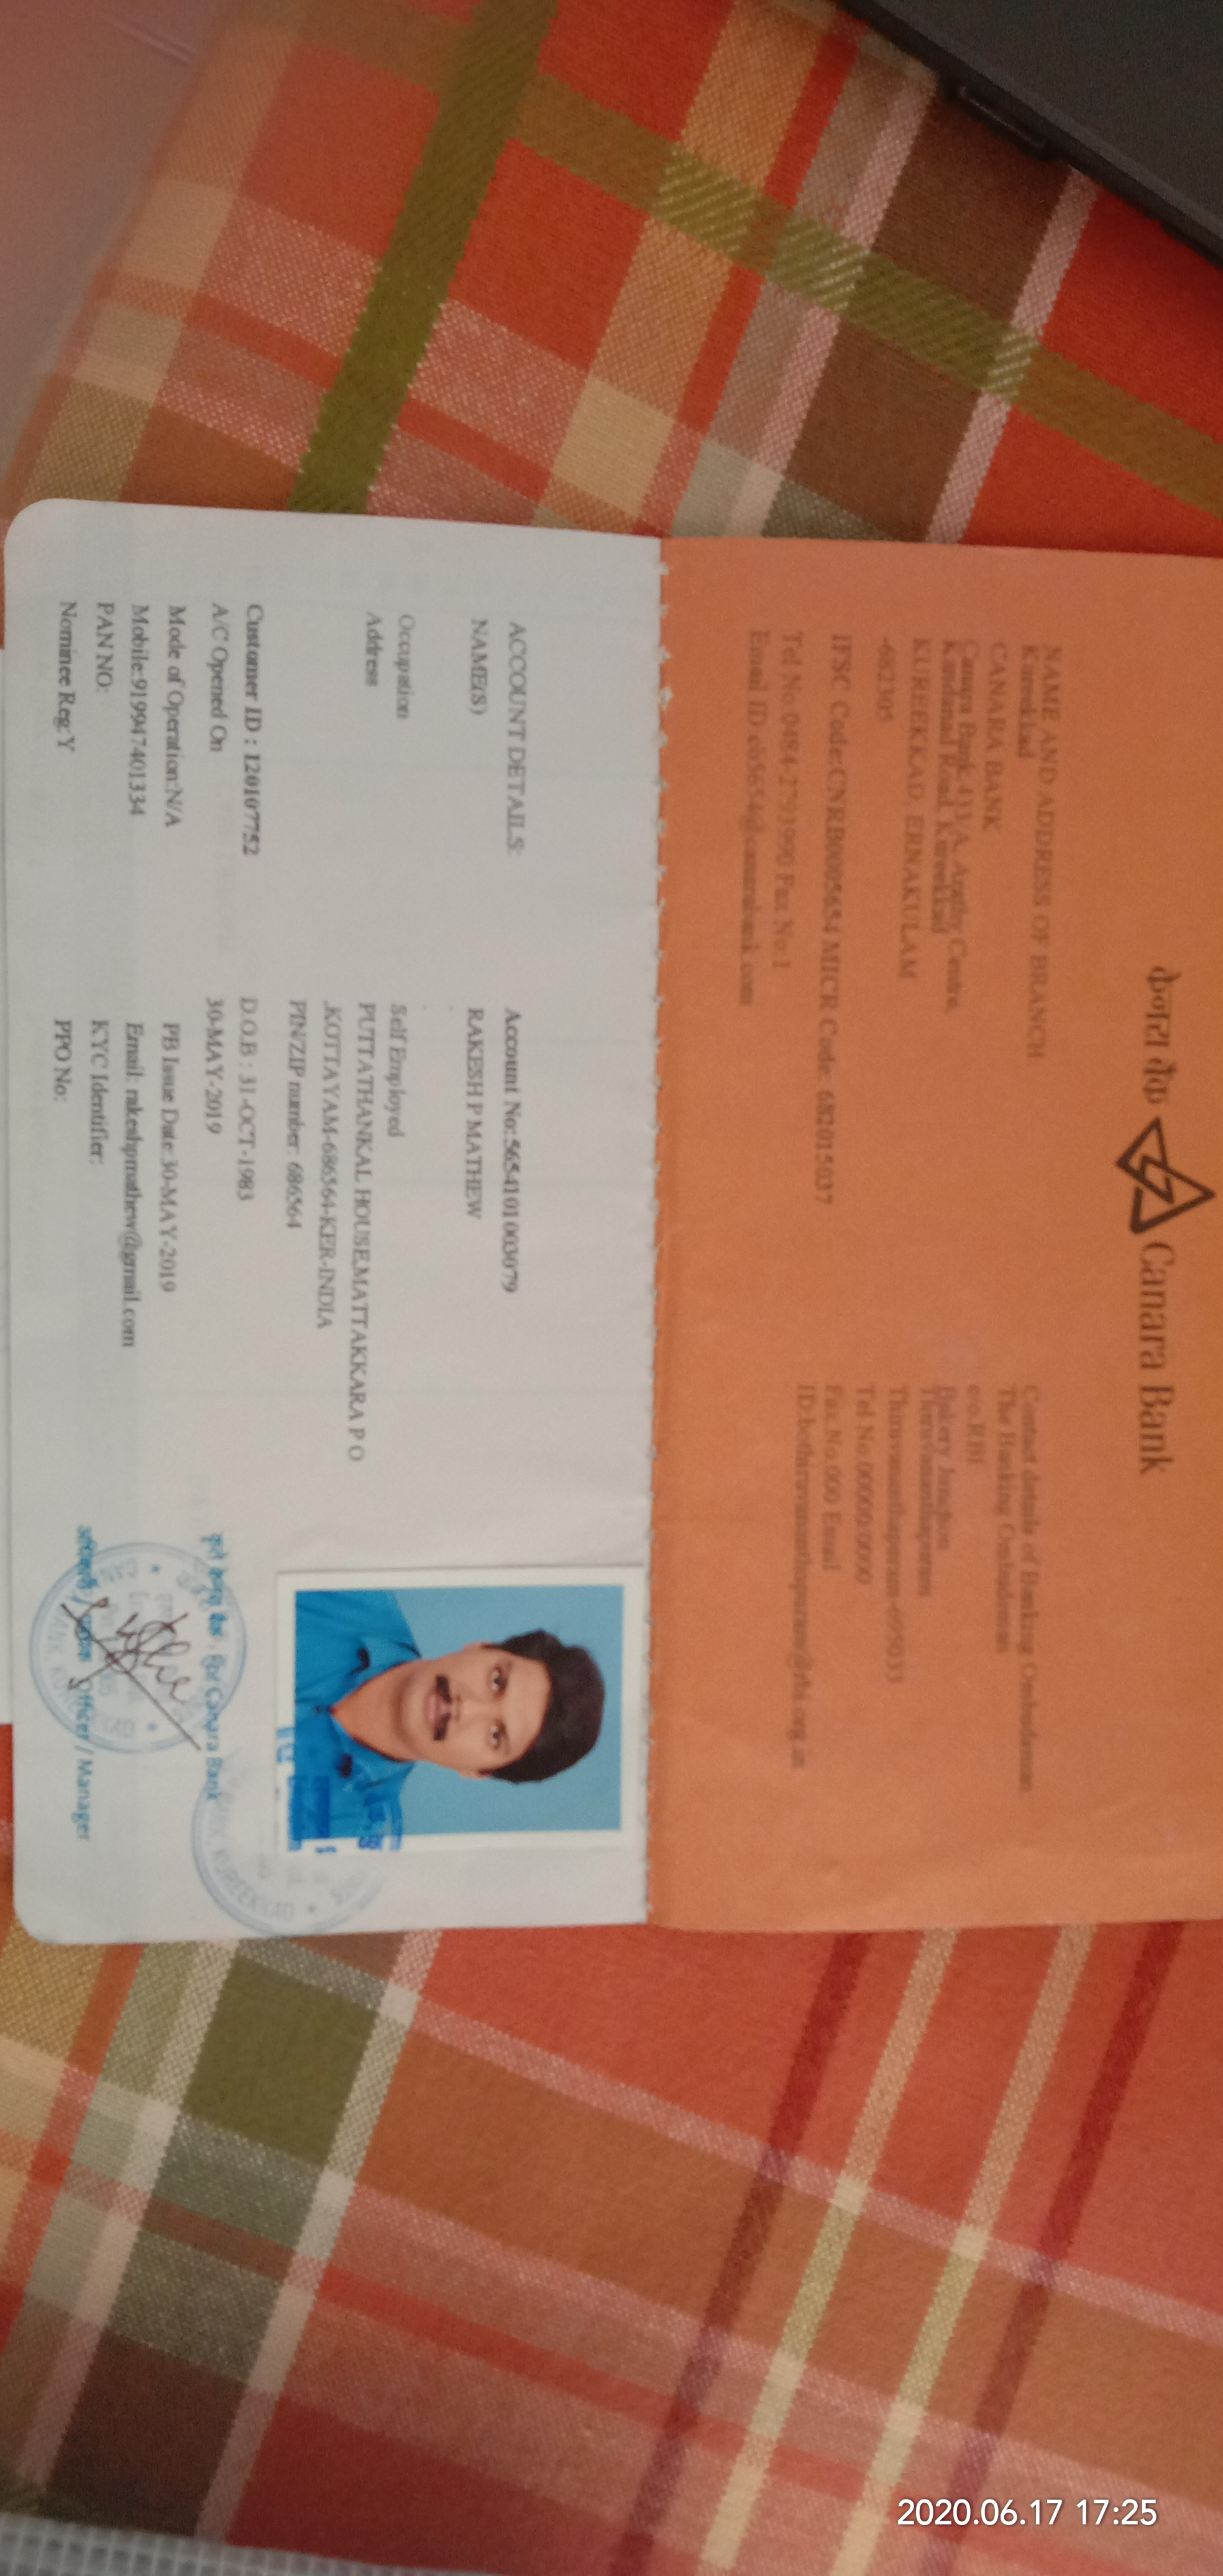 केनरा बैंक Canara Bank
NAME AND ADDRESS OF BRANCH
Kureekkad
CANARA BANK
Canara Bank,433/A, Arathy Centre,
Kandanad Road, Kureekkad
KUREEKKAD, ERNAKULAM
-682305
IFSC Code:CNRB0005654 MICR Code: 682015037
Tel No:0484-2793990 Fax No:1
Email ID:cb5654@canarabank.com
Contact details of Banking Ombudsman
The Banking Ombudsman
c/o.RBI
Bakery Junction
Thiruvananthapuram
Thiruvananthapuram-695033
Tel No.00000/0000
Fax.No.000 Email
ID:bothiruvananthapuram@rbi.org.in
ACCOUNT DETAILS: Account No:5654101003079
NAME(S) RAKESH P MATHEW
Occupation Self Employed
Address PUTTATHANKAL HOUSE,MATTAKKARA P O
,KOTTAYAM-686564-KER-INDIA
PIN/ZIP number: 686564
Customer ID : 120107752 D.O.B : 31-OCT-1983
A/C Opened On 30-MAY-2019
Mode of Operation:N/A PB Issue Date:30-MAY-2019
Mobile:919947401334 Email: rakeshpmathew@gmail.com
PAN NO: KYC Identifier:
Nominee Reg:Y PPO No:
कृते केनरा बैंक / For Canara Bank
अधिकारी / प्रबंधक Officer / Manager
KUREEKKAD
2020.06.17 17:25